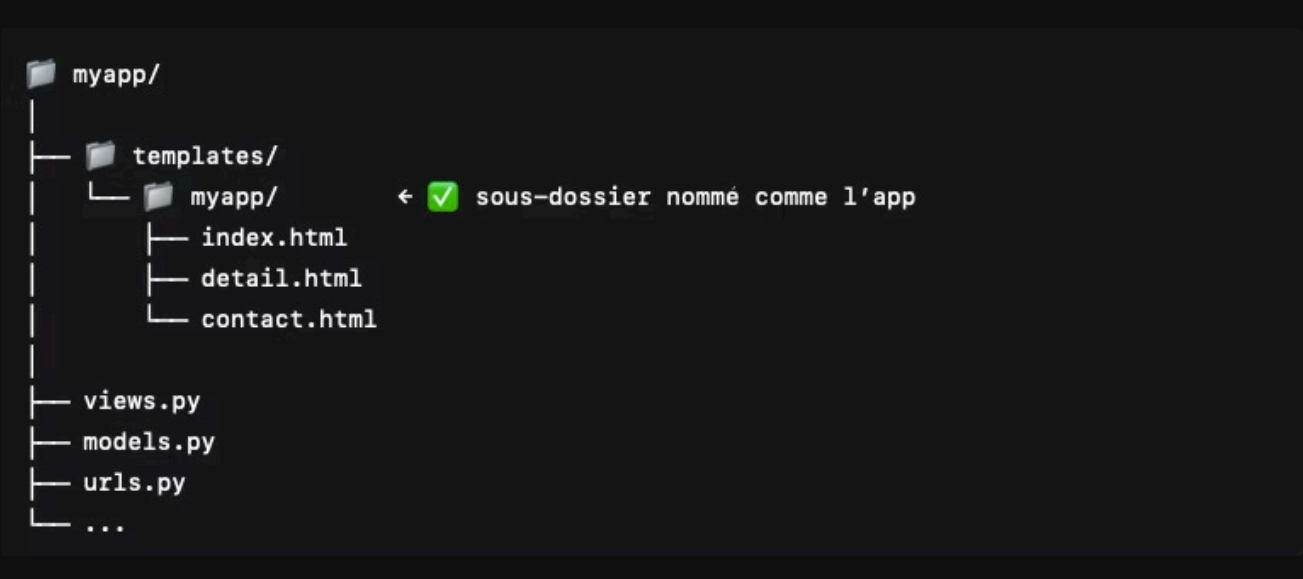 📁 myapp/
│
├── 📁 templates/
│   └── 📁 myapp/        ← ✅ sous-dossier nommé comme l’app
│       ├── index.html
│       ├── detail.html
│       └── contact.html
│
├── views.py
├── models.py
├── urls.py
└── ...